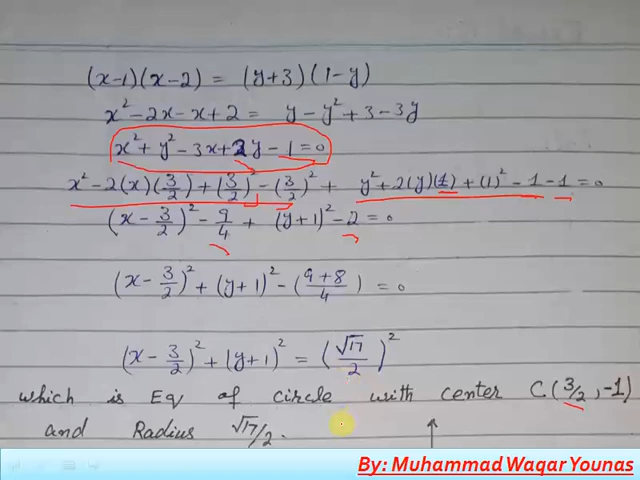 (x-1)(x-2) = (y+3)(1-y)
x²-2x-x+2 = y-y²+3-3y
x²+y²-3x+2y-1=0
x²-2(x)(3/2)+(3/2)²-(3/2)² + y²+2(y)(1)+(1)²-1-1=0
(x-3/2)²-9/4 + (y+1)²-2=0
(x-3/2)²+(y+1)²-(9+8/4) =0
(x-3/2)²+(y+1)² = (√17/2)²
which is Eq of circle with center C(3/2,-1)
and Radius √17/2.
By: Muhammad Waqar Younas